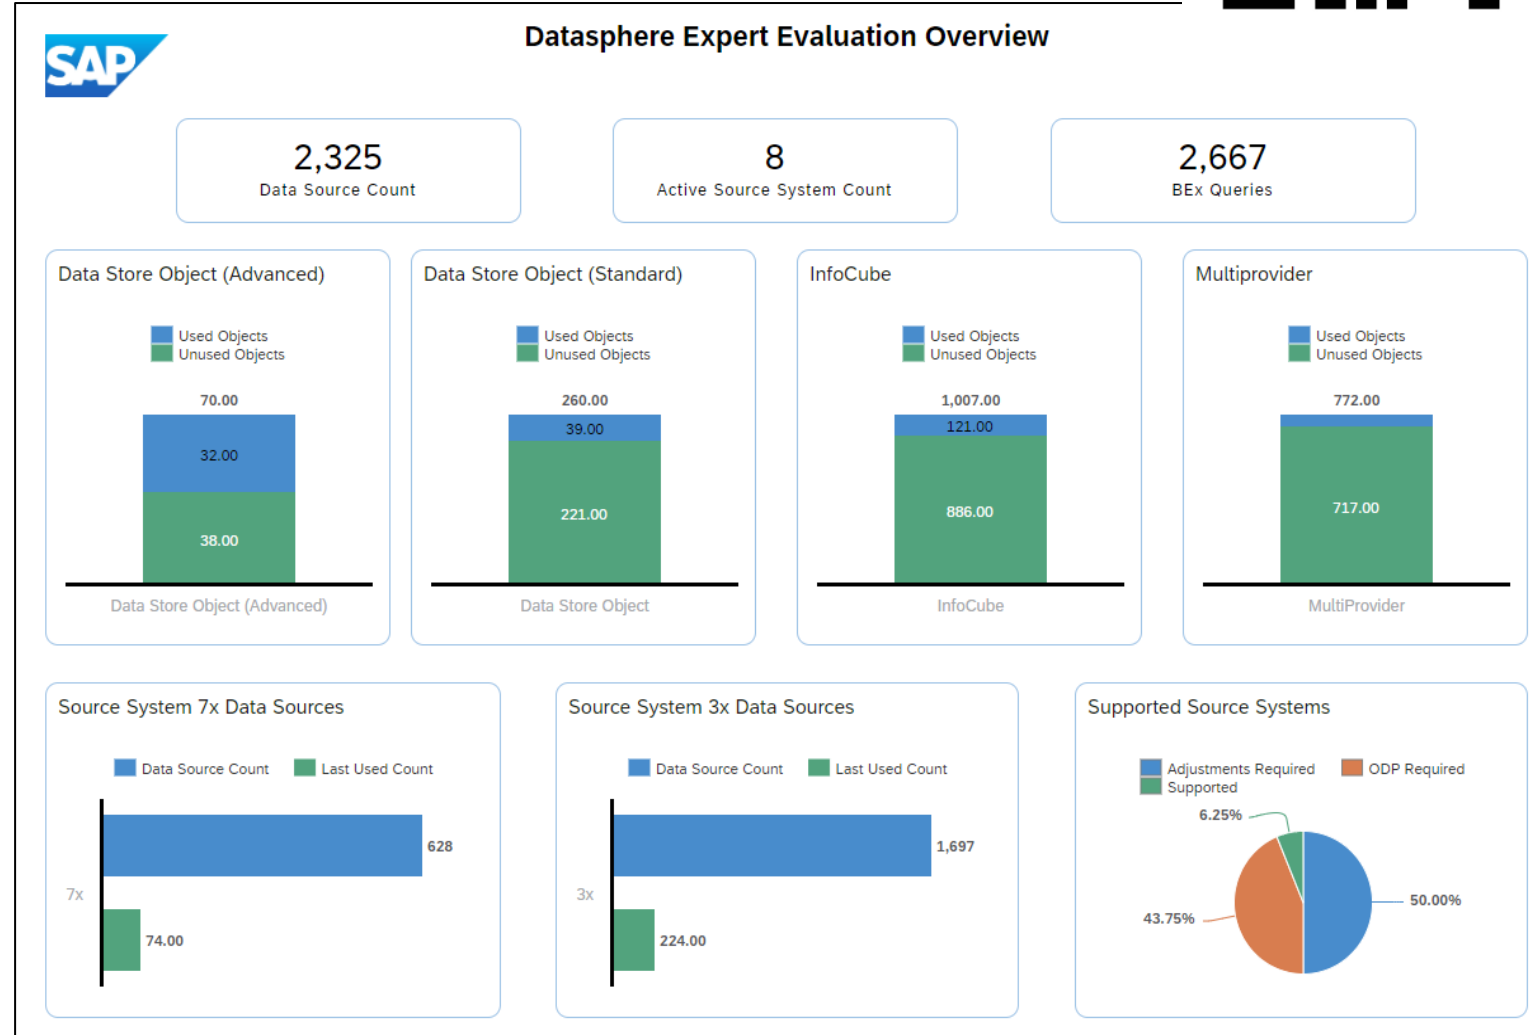 Datasphere Expert Evaluation Overview
SAP
2,325
Data Source Count
8
Active Source System Count
2,667
BEx Queries
Data Store Object (Advanced)
Used Objects
Unused Objects
70.00
32.00
38.00
Data Store Object (Advanced)
Data Store Object (Standard)
Used Objects
Unused Objects
260.00
39.00
221.00
Data Store Object
InfoCube
Used Objects
Unused Objects
1,007.00
121.00
886.00
InfoCube
Multiprovider
Used Objects
Unused Objects
772.00
717.00
MultiProvider
Source System 7x Data Sources
Data Source Count Last Used Count
628
7x
74.00
Source System 3x Data Sources
Data Source Count Last Used Count
1,697
3x
224.00
Supported Source Systems
Adjustments Required ODP Required
Supported
6.25%
50.00%
43.75%